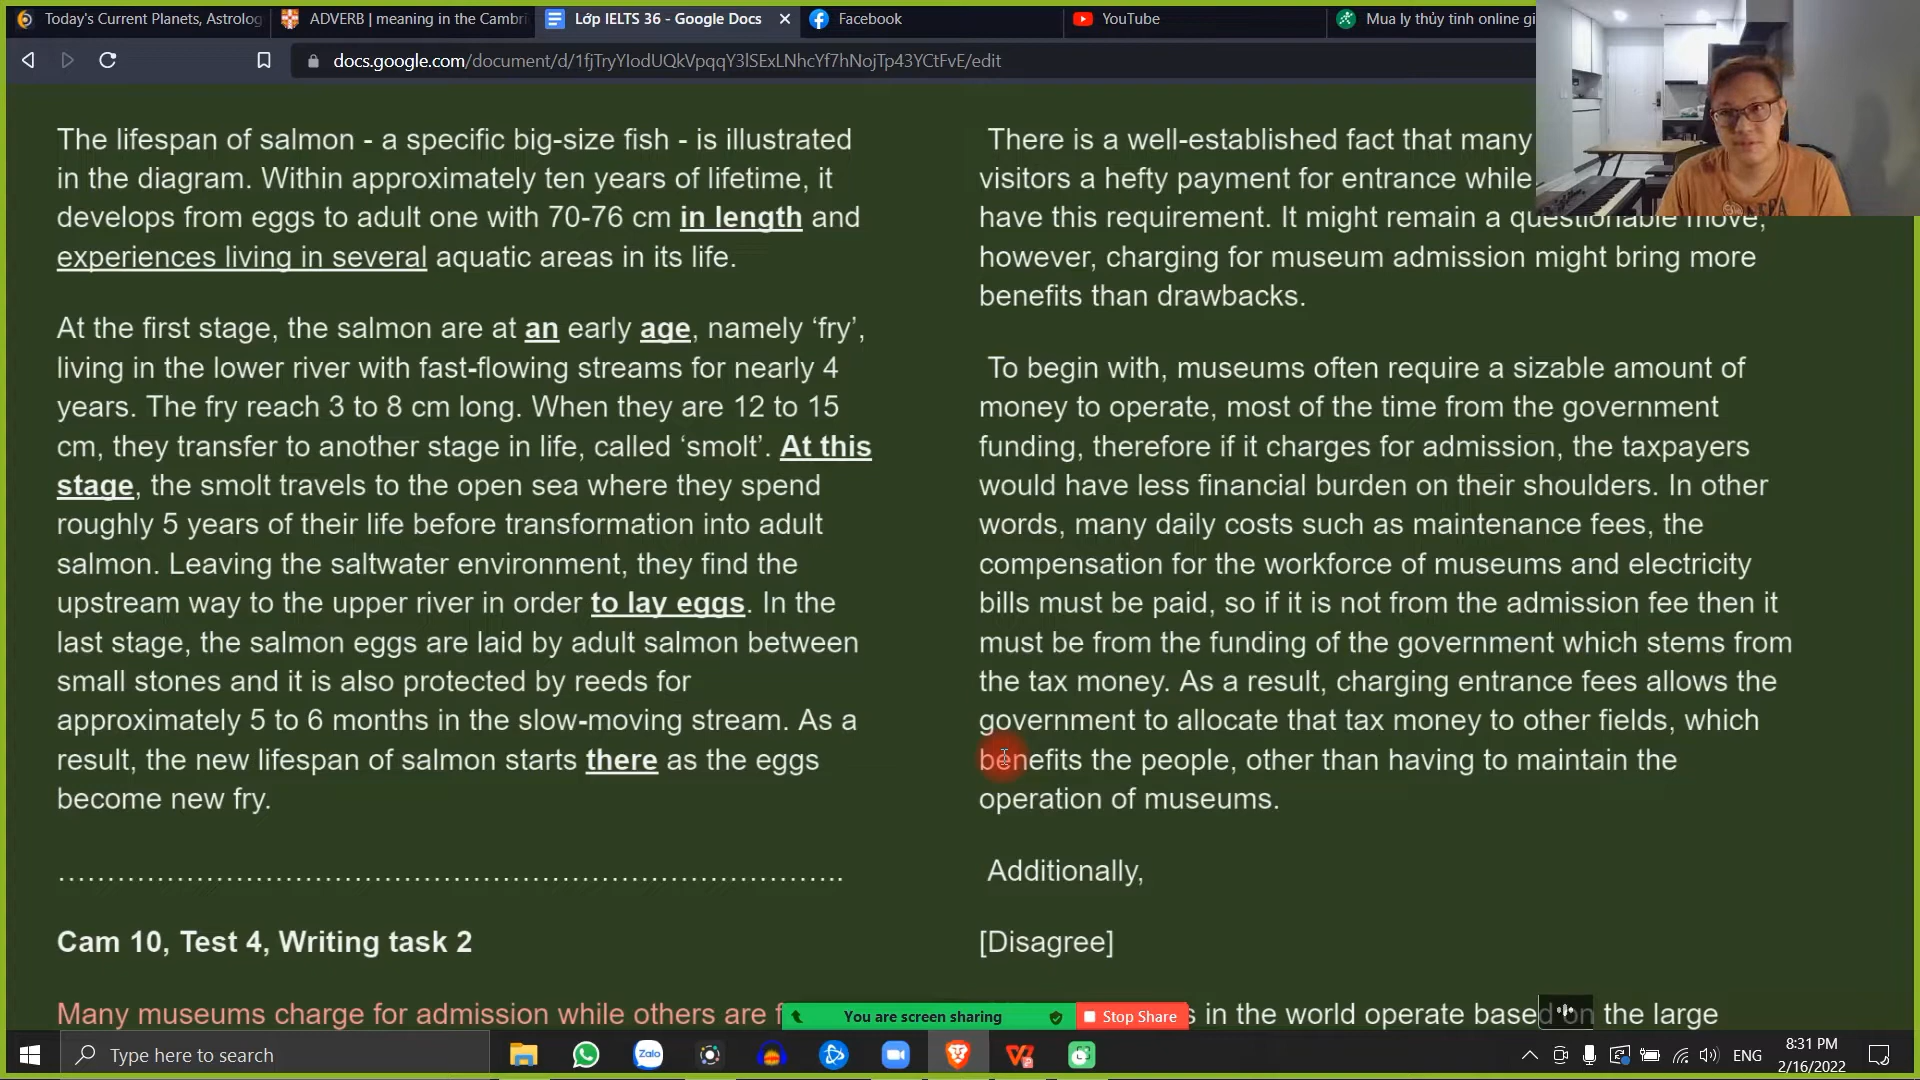 Today's Current Planets, Astrolog
ADVERB | meaning in the Cambri
Lớp IELTS 36 - Google Docs
Facebook
YouTube
Mua ly thủy tinh online gi
docs.google.com/document/d/1fjTryYIodUQkVpqqY3lSExLNhcYf7hNojTp43YCtFvE/edit
The lifespan of salmon - a specific big-size fish - is illustrated
in the diagram. Within approximately ten years of lifetime, it
develops from eggs to adult one with 70-76 cm in length and
experiences living in several aquatic areas in its life.
At the first stage, the salmon are at an early age, namely ‘fry’,
living in the lower river with fast-flowing streams for nearly 4
years. The fry reach 3 to 8 cm long. When they are 12 to 15
cm, they transfer to another stage in life, called ‘smolt’. At this
stage, the smolt travels to the open sea where they spend
roughly 5 years of their life before transformation into adult
salmon. Leaving the saltwater environment, they find the
upstream way to the upper river in order to lay eggs. In the
last stage, the salmon eggs are laid by adult salmon between
small stones and it is also protected by reeds for
approximately 5 to 6 months in the slow-moving stream. As a
result, the new lifespan of salmon starts there as the eggs
become new fry.
…………………………………………………………………..
Cam 10, Test 4, Writing task 2
Many museums charge for admission while others are f
There is a well-established fact that many
visitors a hefty payment for entrance while
have this requirement. It might remain a questionable move,
however, charging for museum admission might bring more
benefits than drawbacks.
To begin with, museums often require a sizable amount of
money to operate, most of the time from the government
funding, therefore if it charges for admission, the taxpayers
would have less financial burden on their shoulders. In other
words, many daily costs such as maintenance fees, the
compensation for the workforce of museums and electricity
bills must be paid, so if it is not from the admission fee then it
must be from the funding of the government which stems from
the tax money. As a result, charging entrance fees allows the
government to allocate that tax money to other fields, which
benefits the people, other than having to maintain the
operation of museums.
Additionally,
[Disagree]
s in the world operate based on the large
You are screen sharing
Stop Share
Type here to search
Zalo
ENG
8:31 PM
2/16/2022